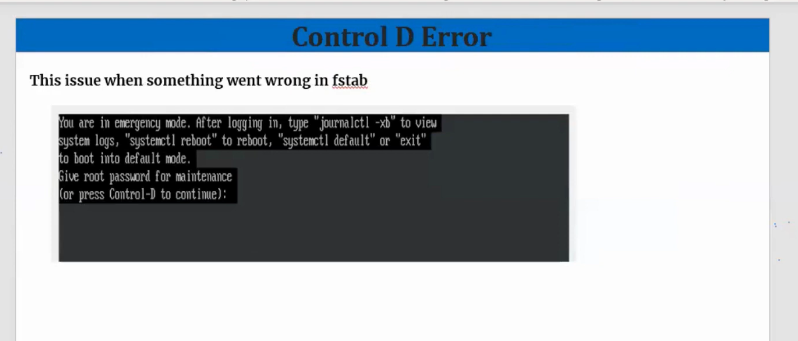 Control D Error
This issue when something went wrong in fstab
You are in emergency mode. After logging in, type "journalctl -xb" to view
system logs, "systemctl reboot" to reboot, "systemctl default" or "exit"
to boot into default mode.
Give root password for maintenance
(or press Control-D to continue):